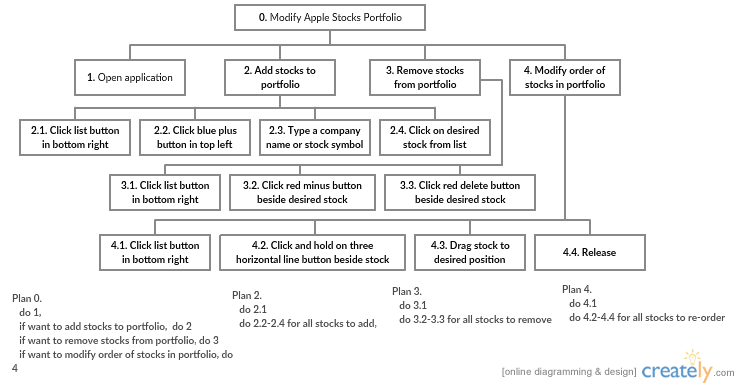 0. Modify Apple Stocks Portfolio
1. Open application
2. Add stocks to
portfolio
3. Remove stocks
from portfolio
4. Modify order of
stocks in portfolio
2.1. Click list button
in bottom right
2.2. Click blue plus
button in top left
2.3. Type a company
name or stock symbol
2.4. Click on desired
stock from list
3.1. Click list button
in bottom right
3.2. Click red minus button
beside desired stock
3.3. Click red delete button
beside desired stock
4.1. Click list button
in bottom right
4.2. Click and hold on three
horizontal line button beside stock
4.3. Drag stock to
desired position
4.4. Release
Plan 0.
do 1,
if want to add stocks to portfolio, do 2
if want to remove stocks from portfolio, do 3
if want to modify order of stocks in portfolio, do
4
Plan 2.
do 2.1
do 2.2-2.4 for all stocks to add,
Plan 3.
do 3.1
do 3.2-3.3 for all stocks to remove
Plan 4.
do 4.1
do 4.2-4.4 for all stocks to re-order
[online diagramming & design] creately.com